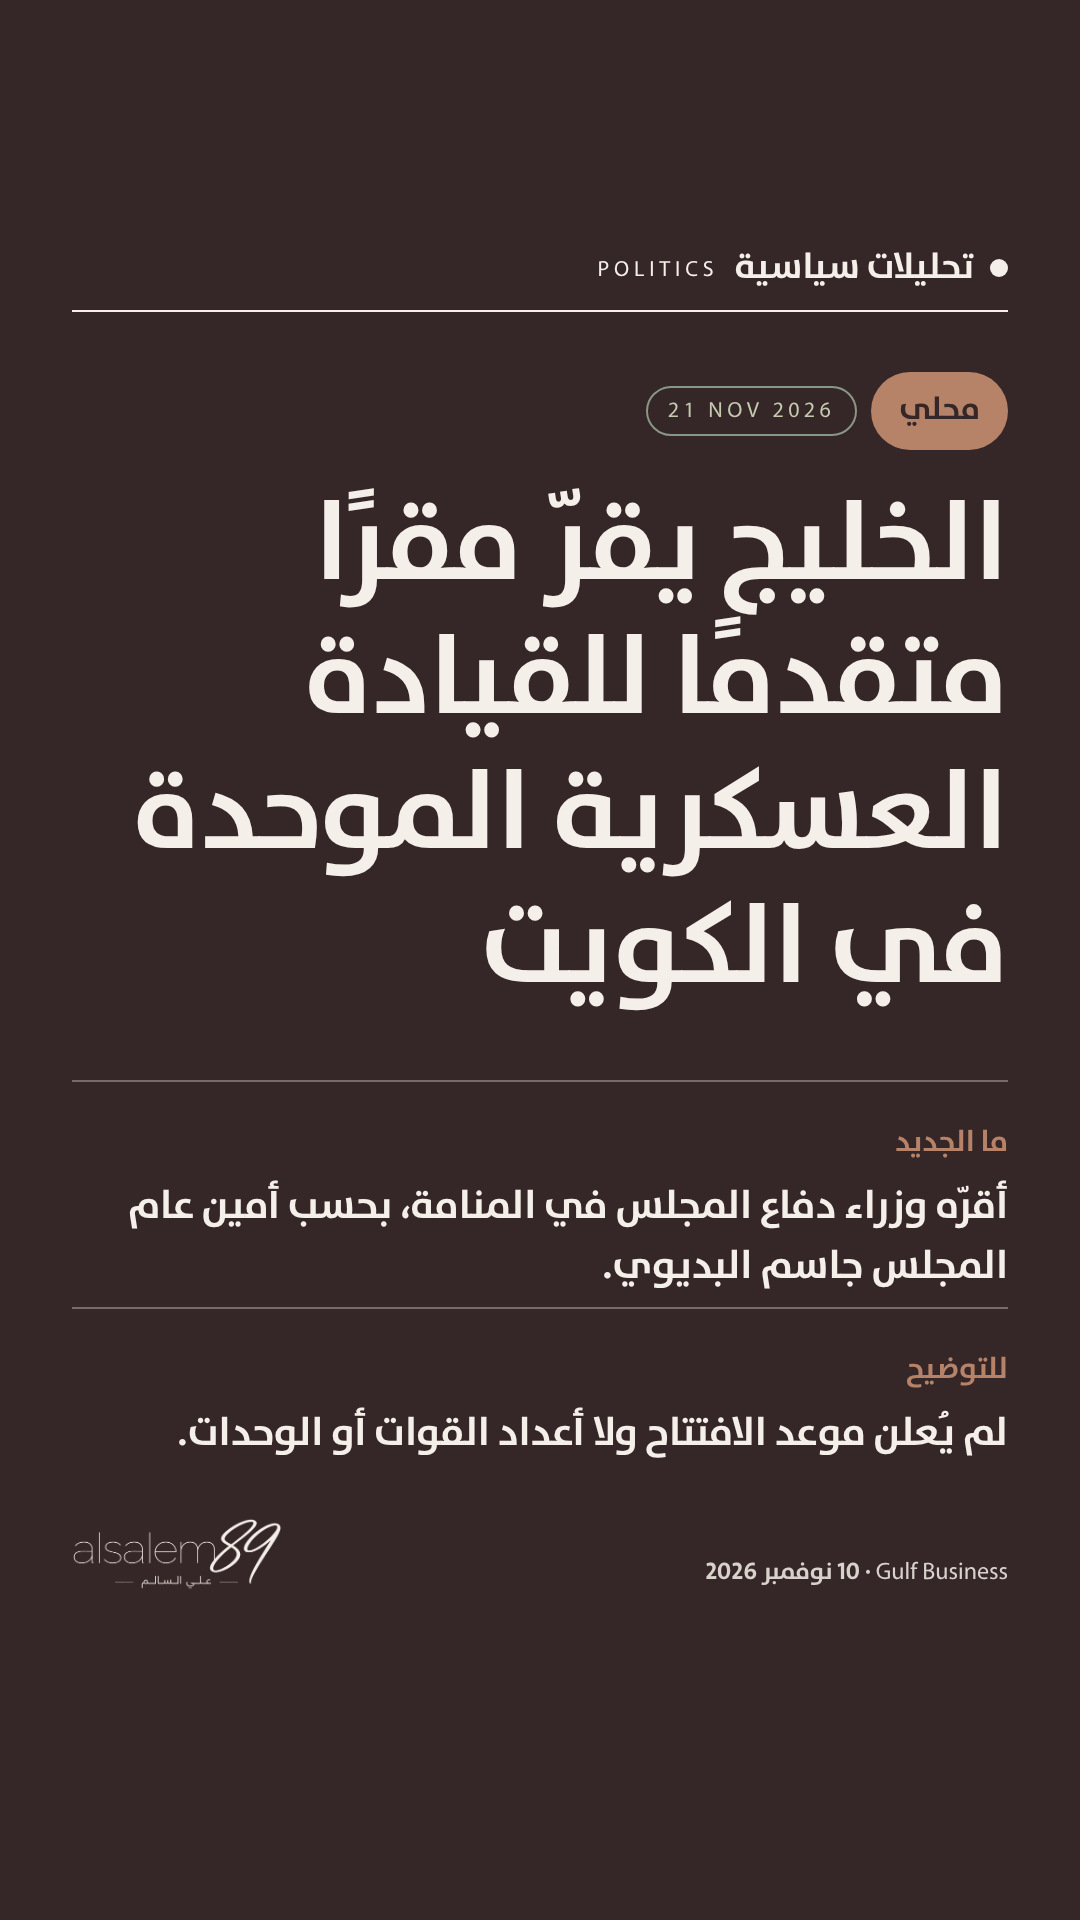 تحليلات سياسية POLITICS
محلي 21 NOV 2026
الخليج يقرّ مقرًا
متقدمًا للقيادة
العسكرية الموحدة
في الكويت
ما الجديد
أقرّه وزراء دفاع المجلس في المنامة، بحسب أمين عام
المجلس جاسم البديوي.
للتوضيح
لم يُعلن موعد الافتتاح ولا أعداد القوات أو الوحدات.
Gulf Business · 10 نوفمبر 2026
alsalem89
علي السالم